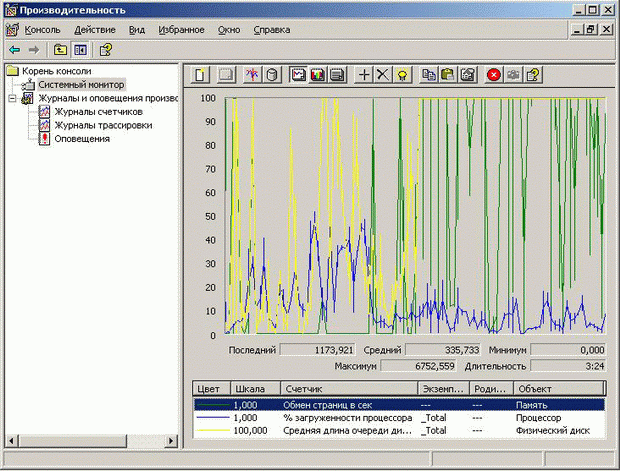 Производительность
Консоль Действие Вид Избранное Окно Справка
Корень консоли
Системный монитор
Журналы и оповещения произво
Журналы счетчиков
Журналы трассировки
Оповещения
100
90
80
70
60
50
40
30
20
10
0
Последний 1173,921 Средний 335,733 Минимум 0,000
Максимум 6752,559 Длительность 3:24
Цвет Шкала Счетчик Экземп... Роди... Объект
1,000 Обмен страниц в сек --- --- Память
1,000 % загруженности процессора _Total --- Процессор
100,000 Средняя длина очереди ди... _Total --- Физический диск